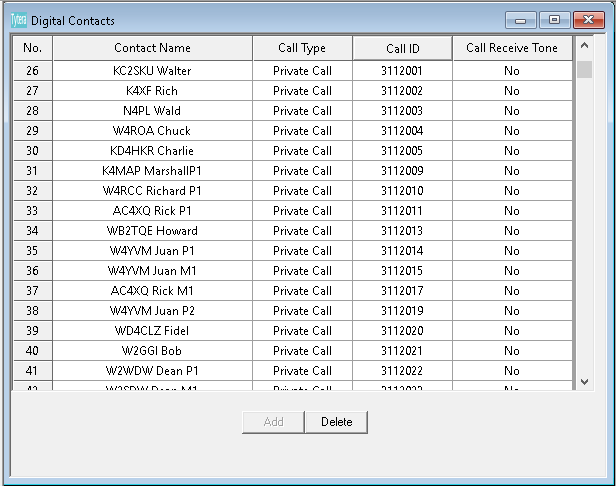 Tytera Digital Contacts
No. Contact Name Call Type Call ID Call Receive Tone
26 KC2SKU Walter Private Call 3112001 No
27 K4XF Rich Private Call 3112002 No
28 N4PL Wald Private Call 3112003 No
29 W4ROA Chuck Private Call 3112004 No
30 KD4HKR Charlie Private Call 3112005 No
31 K4MAP MarshallP1 Private Call 3112009 No
32 W4RCC Richard P1 Private Call 3112010 No
33 AC4XQ Rick P1 Private Call 3112011 No
34 WB2TQE Howard Private Call 3112013 No
35 W4YVM Juan P1 Private Call 3112014 No
36 W4YVM Juan M1 Private Call 3112015 No
37 AC4XQ Rick M1 Private Call 3112017 No
38 W4YVM Juan P2 Private Call 3112019 No
39 WD4CLZ Fidel Private Call 3112020 No
40 W2GGI Bob Private Call 3112021 No
41 W2WDW Dean P1 Private Call 3112022 No
42 Dean M1 Private Call 3112023 No
Add Delete